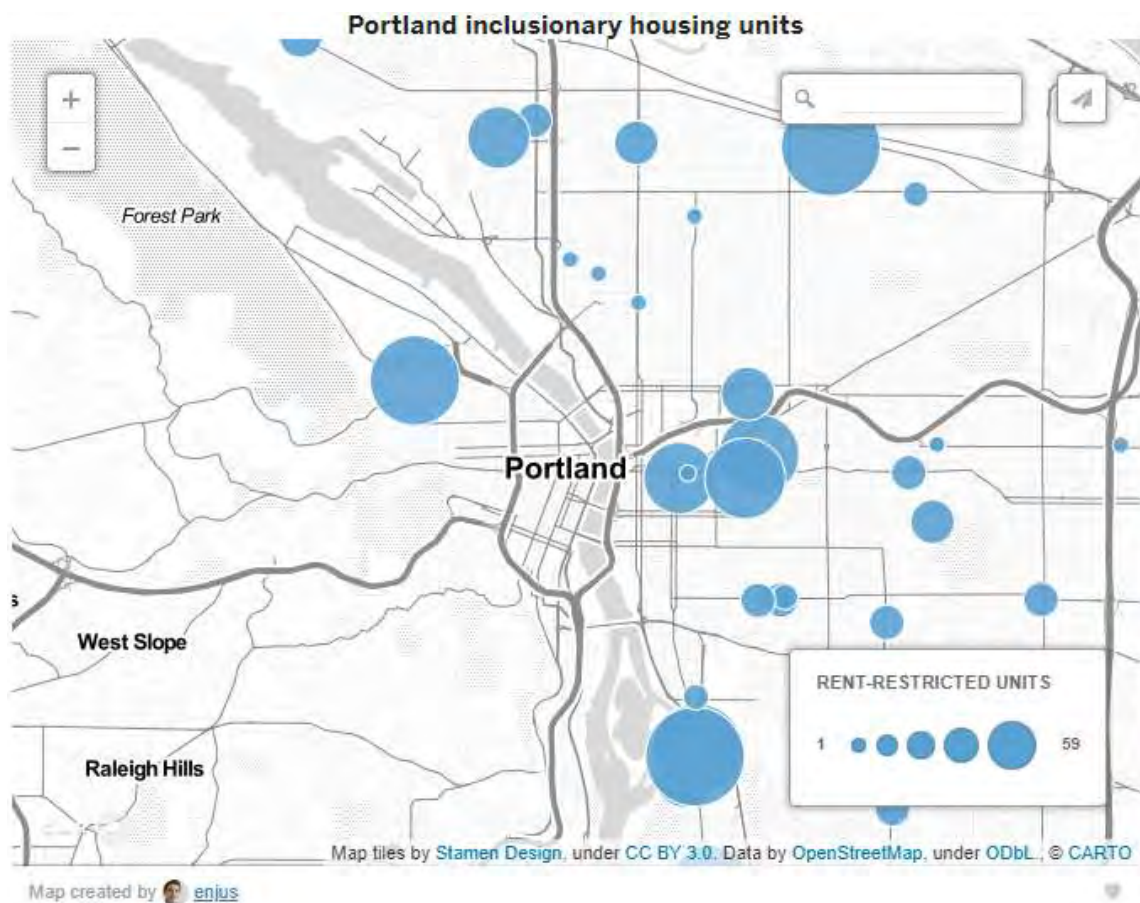 Portland inclusionary housing units
+
−
Forest Park
Portland
s
West Slope
RENT-RESTRICTED UNITS
1 59
Raleigh Hills
Map tiles by Stamen Design, under CC BY 3.0. Data by OpenStreetMap, under ODbL., © CARTO
Map created by enjus